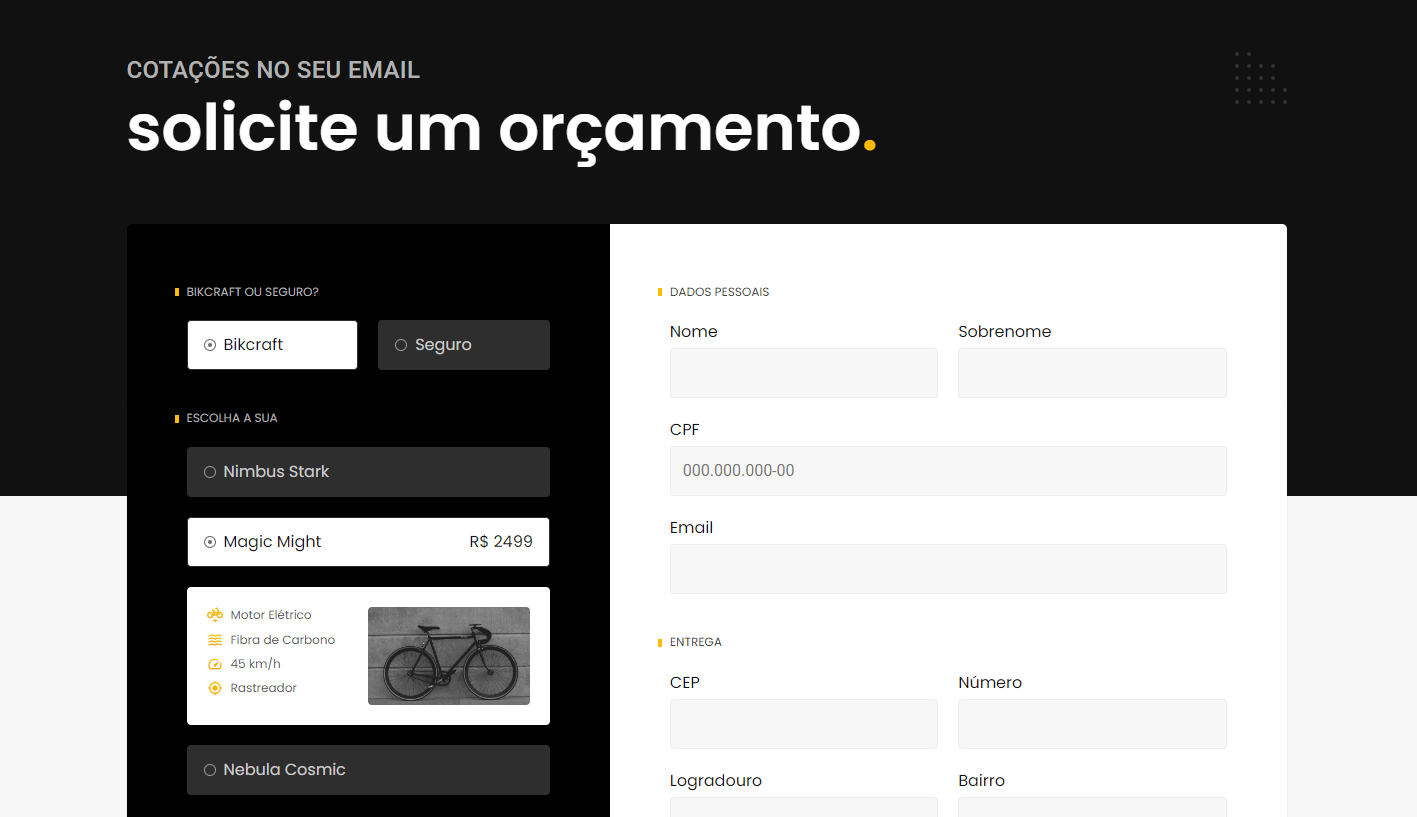 COTAÇÕES NO SEU EMAIL
solicite um orçamento.
BIKCRAFT OU SEGURO?
Bikcraft
Seguro
ESCOLHA A SUA
Nimbus Stark
Magic Might
R$ 2499
Motor Elétrico
Fibra de Carbono
45 km/h
Rastreador
Nebula Cosmic
DADOS PESSOAIS
Nome
Sobrenome
CPF
000.000.000-00
Email
ENTREGA
CEP
Número
Logradouro
Bairro